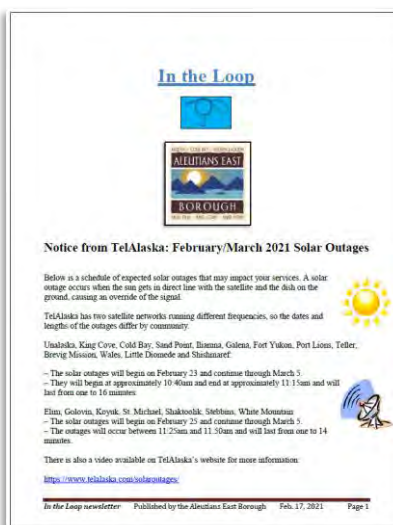 In the Loop
ALEUTIANS EAST
BOROUGH
Notice from TelAlaska: February/March 2021 Solar Outages
Below is a schedule of expected solar outages that may impact your services. A solar
outage occurs when the sun gets in direct line with the satellite and the dish on the
ground, causing an override of the signal.
TelAlaska has two satellite networks running different frequencies, so the dates and
lengths of the outages differ by community.
Unalaska, King Cove, Cold Bay, Sand Point, Iliamna, Galena, Fort Yukon, Port Lions, Teller,
Brevig Mission, Wales, Little Diomede and Shishmaref:
– The solar outages will begin on February 23 and continue through March 5.
– They will begin at approximately 10:40am and end at approximately 11:15am and will
last from one to 16 minutes.
Elim, Golovin, Koyuk, St. Michael, Shaktoolik, Stebbins, White Mountain
– The solar outages will begin on February 25 and continue through March 5.
– The outages will occur between 11:25am and 11:50am and will last from one to 14
minutes.
There is also a video available on TelAlaska's website for more information:
https://www.telalaska.com/solaroutages/
In the Loop newsletter Published by the Aleutians East Borough Feb. 17, 2021 Page 1